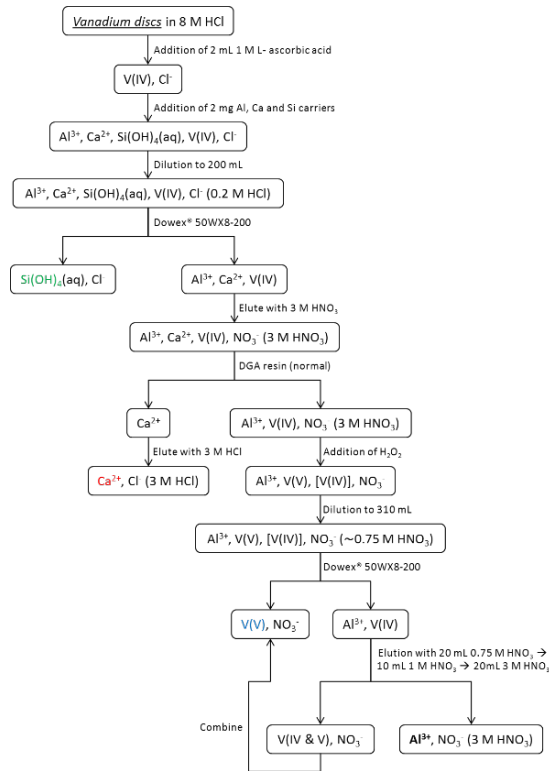 Vanadium discs in 8 M HCl
Addition of 2 mL 1 M L- ascorbic acid
V(IV), Cl⁻
Addition of 2 mg Al, Ca and Si carriers
Al³⁺, Ca²⁺, Si(OH)₄(aq), V(IV), Cl⁻
Dilution to 200 mL
Al³⁺, Ca²⁺, Si(OH)₄(aq), V(IV), Cl⁻ (0.2 M HCl)
Dowex® 50WX8-200
Si(OH)₄(aq), Cl⁻
Al³⁺, Ca²⁺, V(IV)
Elute with 3 M HNO₃
Al³⁺, Ca²⁺, V(IV), NO₃⁻ (3 M HNO₃)
DGA resin (normal)
Ca²⁺
Al³⁺, V(IV), NO₃⁻ (3 M HNO₃)
Elute with 3 M HCl
Addition of H₂O₂
Ca²⁺, Cl⁻ (3 M HCl)
Al³⁺, V(V), [V(IV)], NO₃⁻
Dilution to 310 mL
Al³⁺, V(V), [V(IV)], NO₃⁻ (~0.75 M HNO₃)
Dowex® 50WX8-200
V(V), NO₃⁻
Al³⁺, V(IV)
Elution with 20 mL 0.75 M HNO₃ →
10 mL 1 M HNO₃ → 20mL 3 M HNO₃
Combine
V(IV & V), NO₃⁻
Al³⁺, NO₃⁻ (3 M HNO₃)